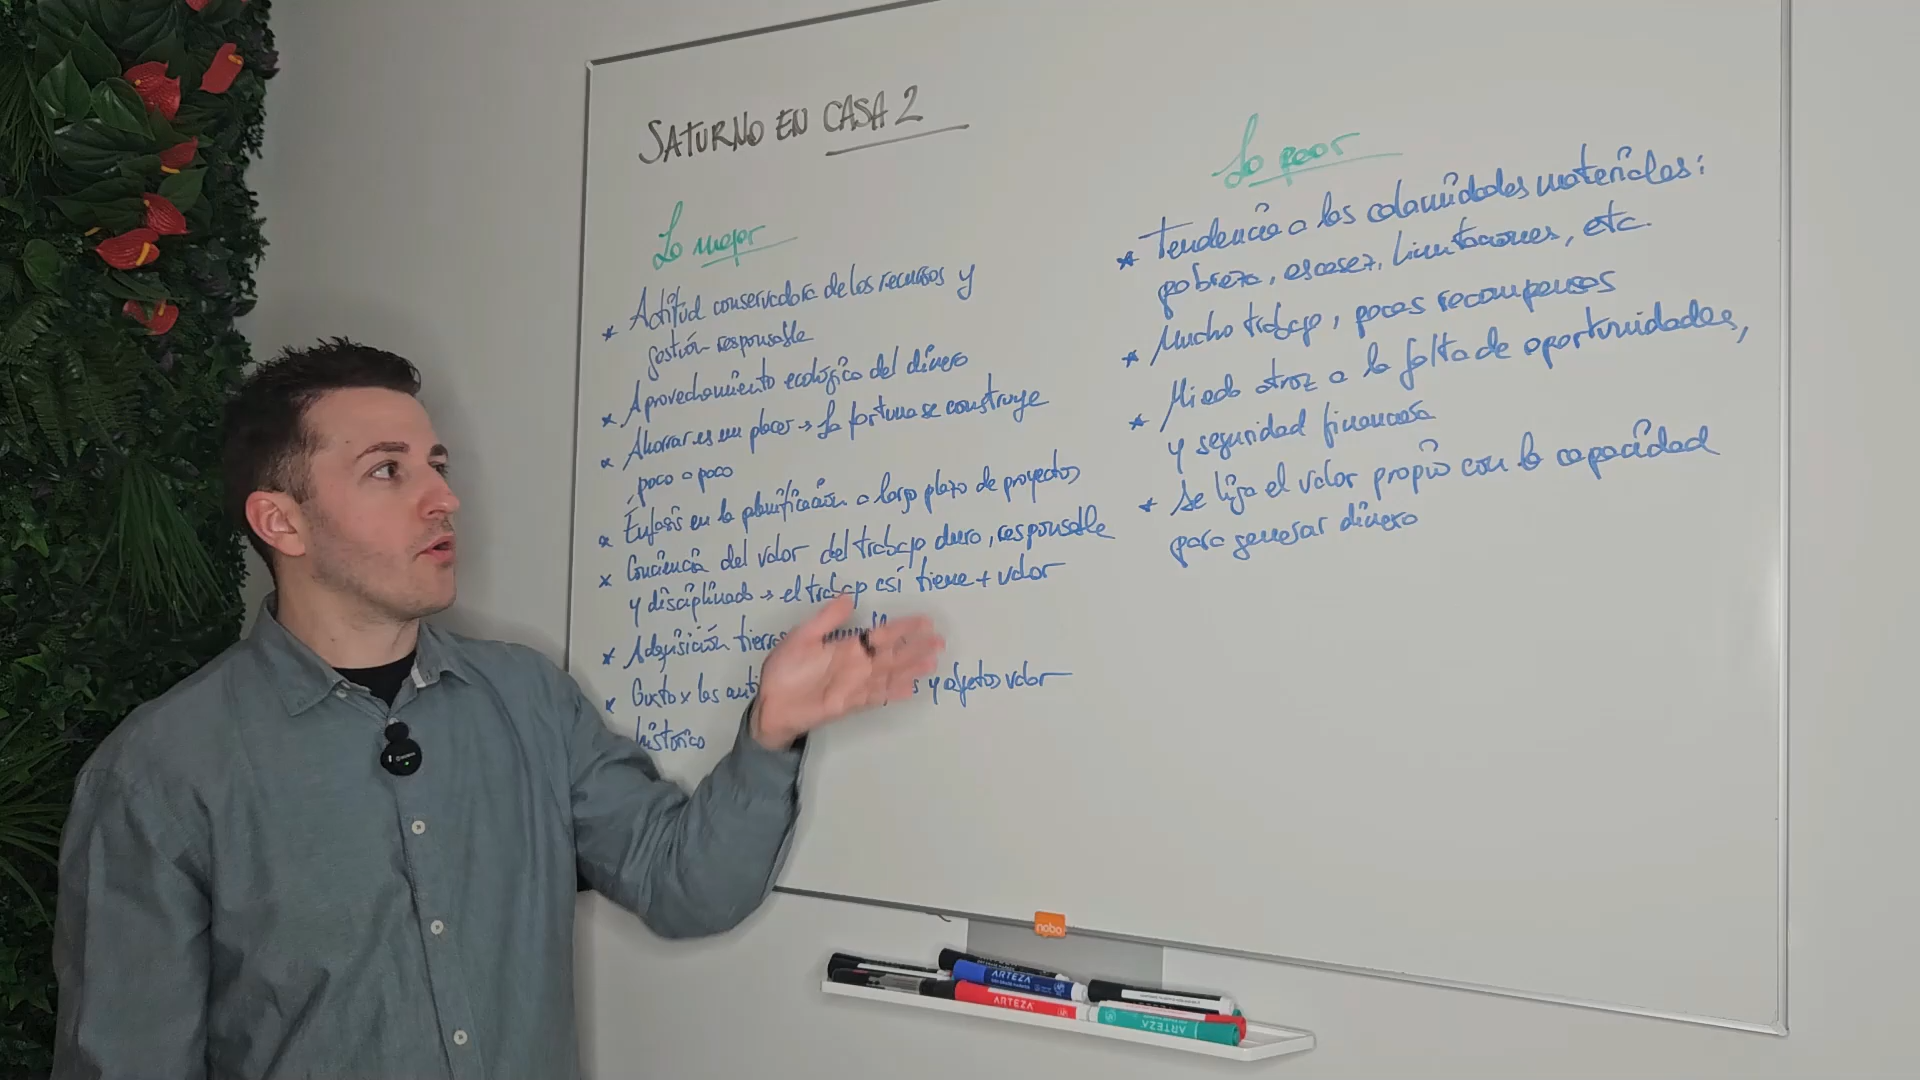 SATURNO EN CASA 2
Lo mejor
* Actitud conservadora de los recursos y
gestión responsable
* Aprovechamiento ecológico del dinero
* Ahorrar es un placer → La fortuna se construye
poco a poco
* Énfasis en la planificación a largo plazo de proyectos
* Conciencia del valor del trabajo duro, responsable
y disciplinado → el trabajo así tiene + valor
* Adquisición tierras
* Gusto x las y objetos valor
histórico
Lo peor
* Tendencia a las calamidades materiales:
pobreza, escasez, limitaciones, etc.
* Mucho trabajo, pocas recompensas
* Miedo atroz a la falta de oportunidades,
y seguridad financiera
* Se liga el valor propio con la capacidad
para generar dinero
nobo
ARTEZA
ARTEZA
ARTEZA